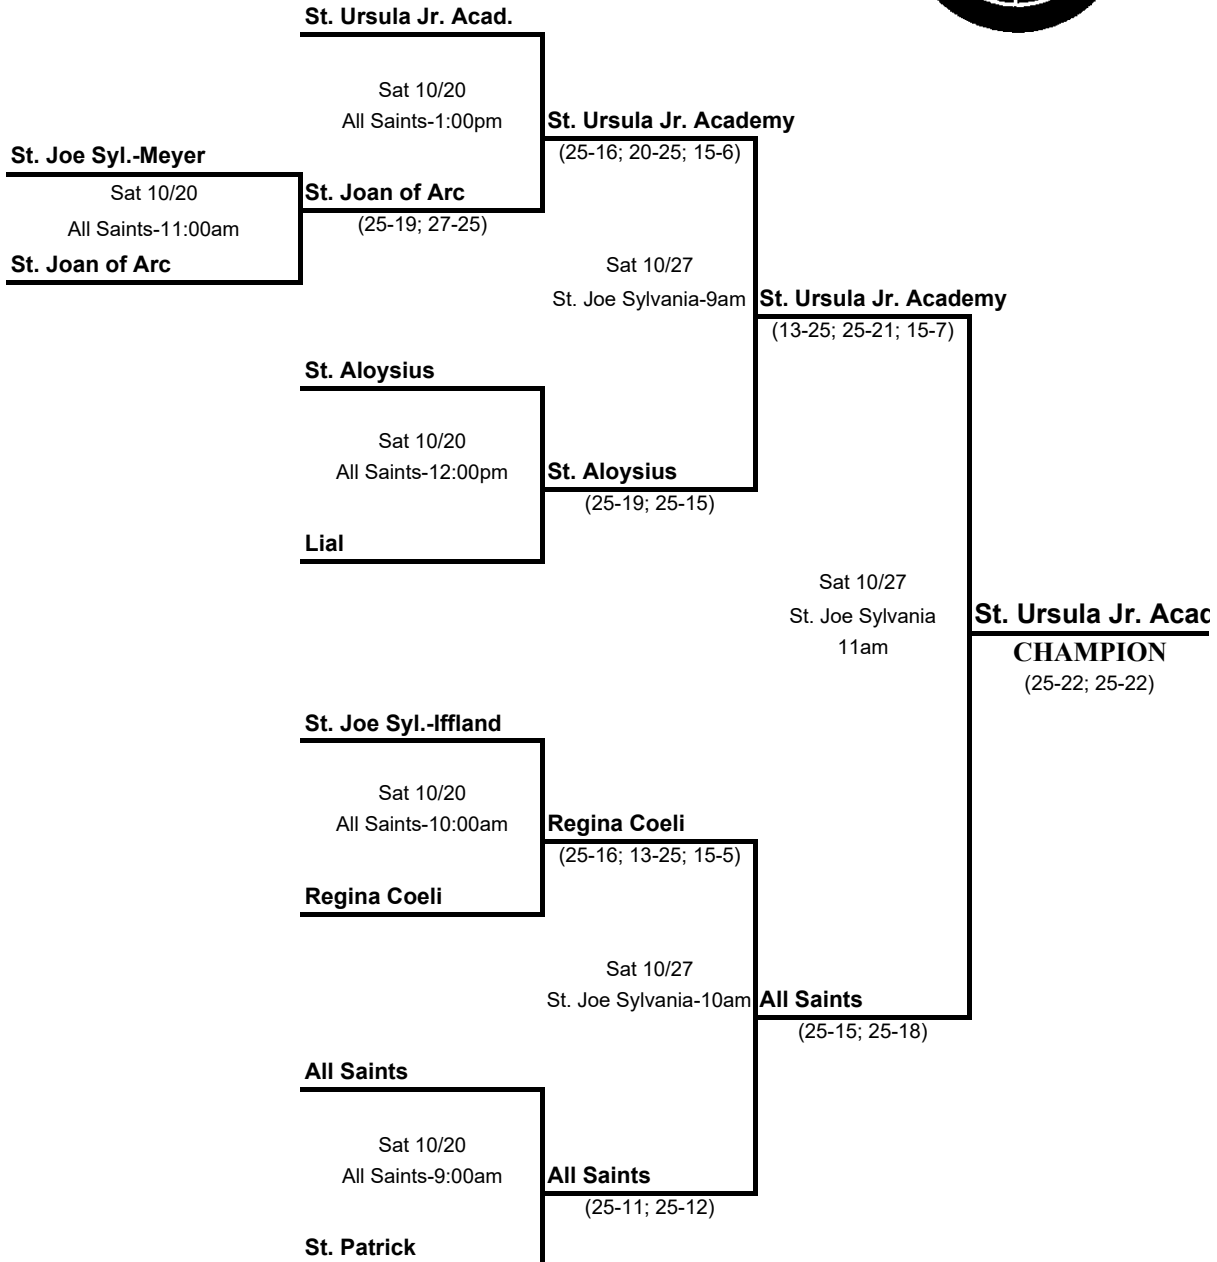 St. Ursula Jr. Acad.
Sat 10/20
All Saints-1:00pm
St. Ursula Jr. Academy
(25-16; 20-25; 15-6)
St. Joe Syl.-Meyer
Sat 10/20
All Saints-11:00am
St. Joan of Arc
St. Joan of Arc
(25-19; 27-25)
Sat 10/27
St. Joe Sylvania-9am
St. Ursula Jr. Academy
(13-25; 25-21; 15-7)
St. Aloysius
Sat 10/20
All Saints-12:00pm
St. Aloysius
(25-19; 25-15)
Lial
Sat 10/27
St. Joe Sylvania
11am
St. Ursula Jr. Acad
CHAMPION
(25-22; 25-22)
St. Joe Syl.-Iffland
Sat 10/20
All Saints-10:00am
Regina Coeli
(25-16; 13-25; 15-5)
Regina Coeli
Sat 10/27
St. Joe Sylvania-10am
All Saints
(25-15; 25-18)
All Saints
Sat 10/20
All Saints-9:00am
All Saints
(25-11; 25-12)
St. Patrick